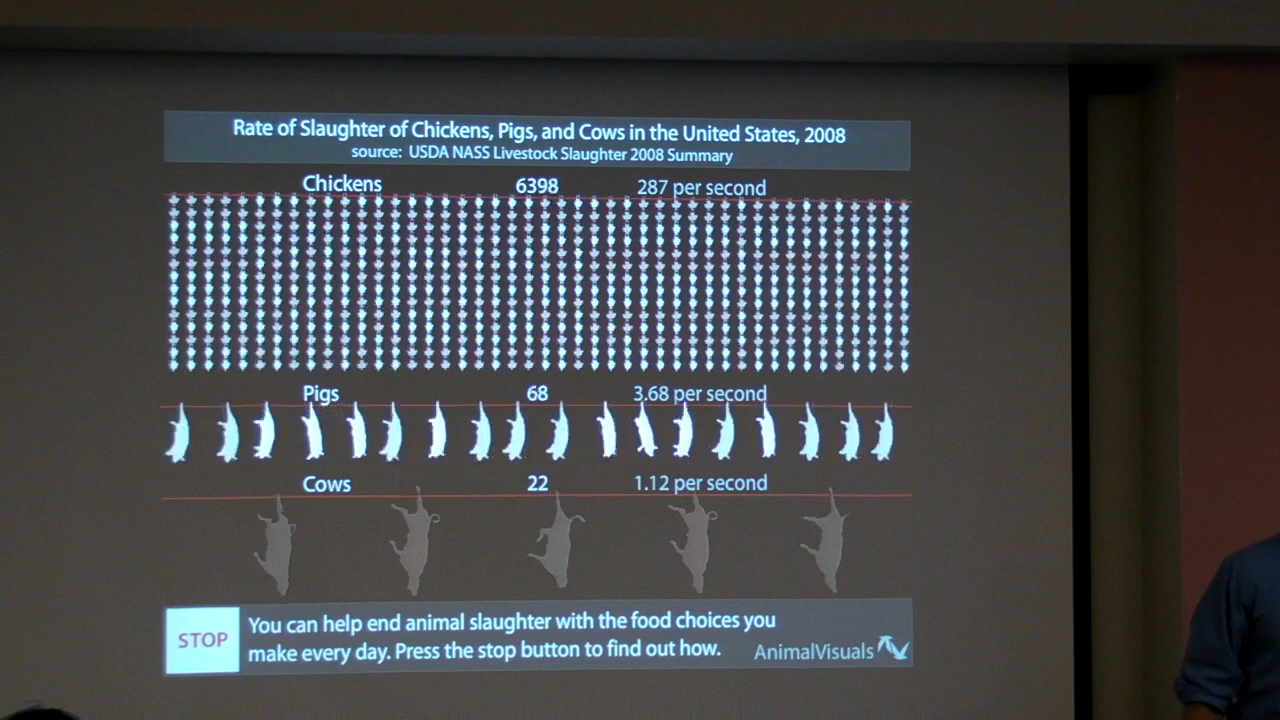 Rate of Slaughter of Chickens, Pigs, and Cows in the United States, 2008
source: USDA NASS Livestock Slaughter 2008 Summary
Chickens 6398 287 per second
Pigs 68 3.68 per second
Cows 22 1.12 per second
STOP
You can help end animal slaughter with the food choices you
make every day. Press the stop button to find out how.
AnimalVisuals